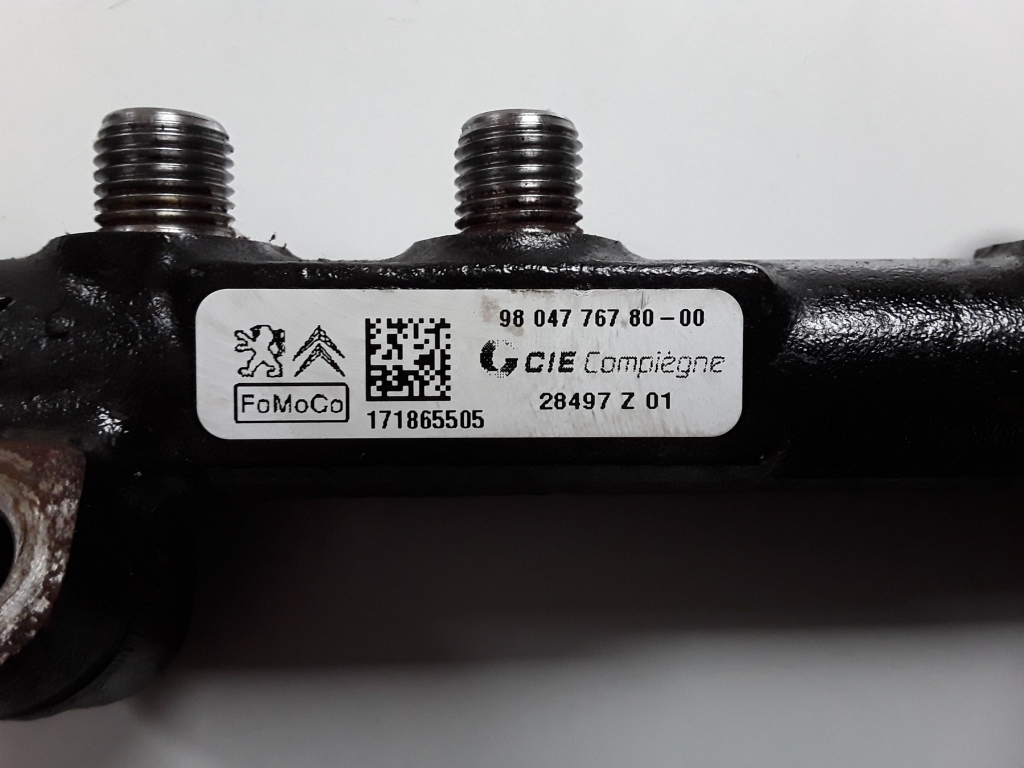 98 047 767 80-00
CIE Compiègne
FoMoCo
171865505
28497 Z 01